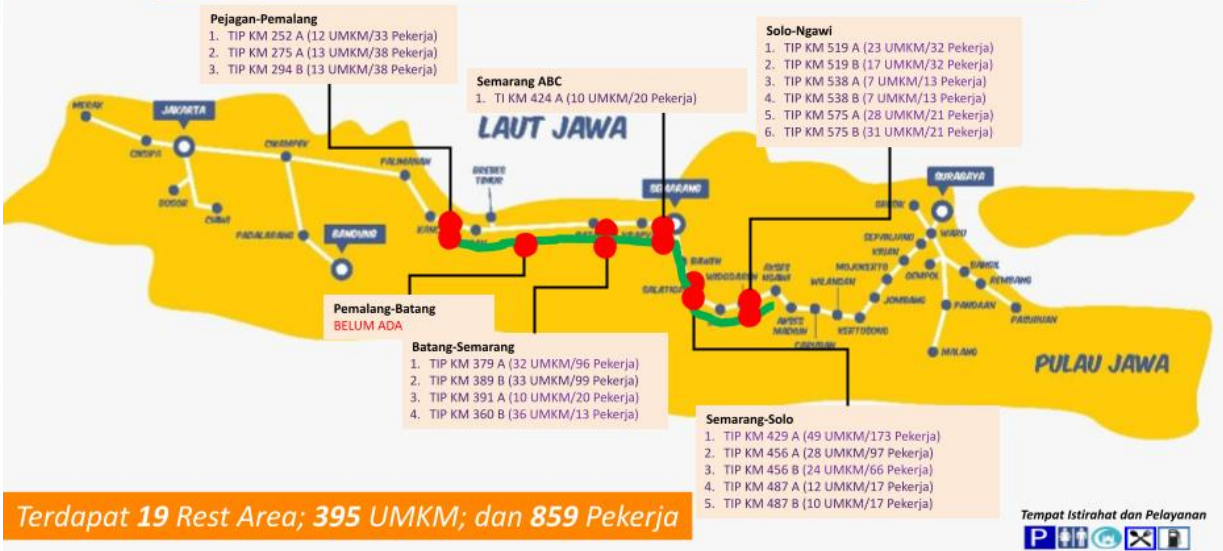 Pejagan-Pemalang
1. TIP KM 252 A (12 UMKM/33 Pekerja)
2. TIP KM 275 A (13 UMKM/38 Pekerja)
3. TIP KM 294 B (13 UMKM/38 Pekerja)
Semarang ABC
1. TI KM 424 A (10 UMKM/20 Pekerja)
Solo-Ngawi
1. TIP KM 519 A (23 UMKM/32 Pekerja)
2. TIP KM 519 B (17 UMKM/32 Pekerja)
3. TIP KM 538 A (7 UMKM/13 Pekerja)
4. TIP KM 538 B (7 UMKM/13 Pekerja)
5. TIP KM 575 A (28 UMKM/21 Pekerja)
6. TIP KM 575 B (31 UMKM/21 Pekerja)
LAUT JAWA
MERAK
JAKARTA
CIKAMPEK
PALIMANAN
BREBES
TIMUR
SEMARANG
SURABAYA
BOGOR
CIAWI
PADALARANG
BANDUNG
GRESIK
WARU
SEPANJANG
KRIAN
MOJOKERTO
GEMPOL
BANGIL
REMBANG
BAWEN
SALATIGA
AKSES
NGAWI
WILANGAN
JOMBANG
PANDAAN
PASURUAN
AKSES
MADIUN
CARUBAN
KERTOSONO
MALANG
PULAU JAWA
Pemalang-Batang
BELUM ADA
Batang-Semarang
1. TIP KM 379 A (32 UMKM/96 Pekerja)
2. TIP KM 389 B (33 UMKM/99 Pekerja)
3. TIP KM 391 A (10 UMKM/20 Pekerja)
4. TIP KM 360 B (36 UMKM/13 Pekerja)
Semarang-Solo
1. TIP KM 429 A (49 UMKM/173 Pekerja)
2. TIP KM 456 A (28 UMKM/97 Pekerja)
3. TIP KM 456 B (24 UMKM/66 Pekerja)
4. TIP KM 487 A (12 UMKM/17 Pekerja)
5. TIP KM 487 B (10 UMKM/17 Pekerja)
Terdapat 19 Rest Area; 395 UMKM; dan 859 Pekerja
Tempat Istirahat dan Pelayanan
P